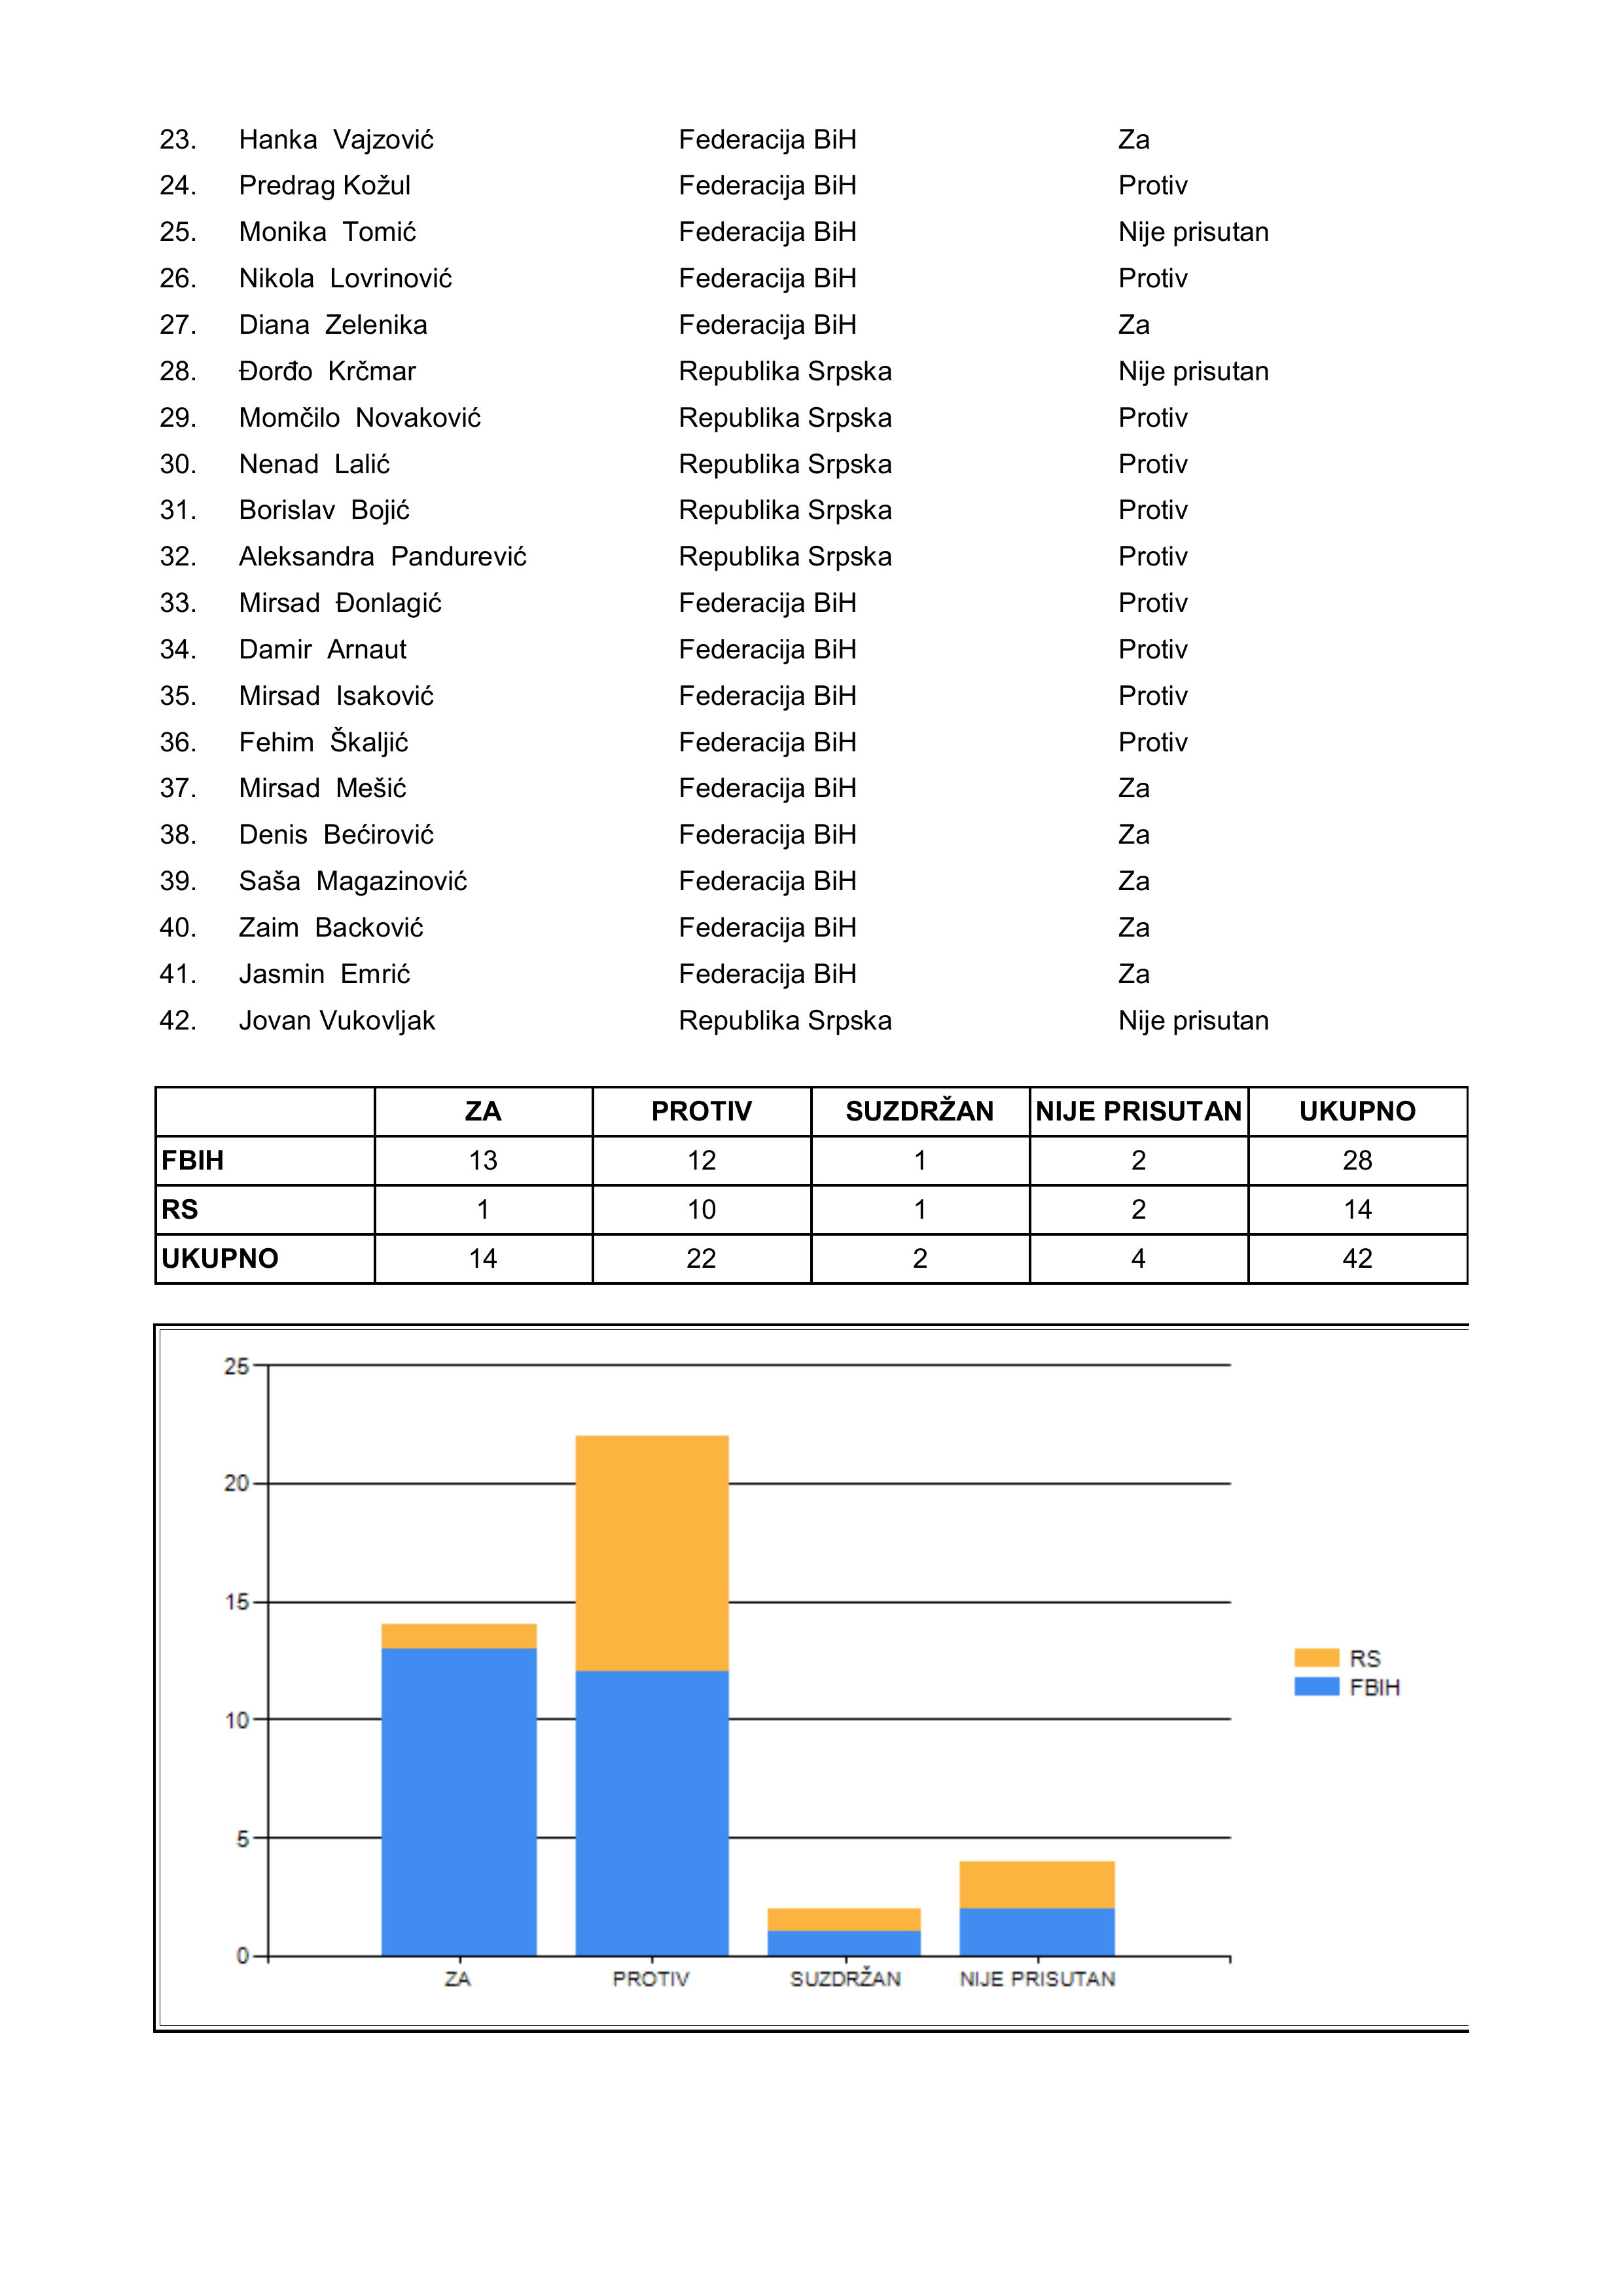 23. Hanka Vajzović Federacija BiH Za
24. Predrag Kožul Federacija BiH Protiv
25. Monika Tomić Federacija BiH Nije prisutan
26. Nikola Lovrinović Federacija BiH Protiv
27. Diana Zelenika Federacija BiH Za
28. Đorđo Krčmar Republika Srpska Nije prisutan
29. Momčilo Novaković Republika Srpska Protiv
30. Nenad Lalić Republika Srpska Protiv
31. Borislav Bojić Republika Srpska Protiv
32. Aleksandra Pandurević Republika Srpska Protiv
33. Mirsad Đonlagić Federacija BiH Protiv
34. Damir Arnaut Federacija BiH Protiv
35. Mirsad Isaković Federacija BiH Protiv
36. Fehim Škaljić Federacija BiH Protiv
37. Mirsad Mešić Federacija BiH Za
38. Denis Bećirović Federacija BiH Za
39. Saša Magazinović Federacija BiH Za
40. Zaim Backović Federacija BiH Za
41. Jasmin Emrić Federacija BiH Za
42. Jovan Vukovljak Republika Srpska Nije prisutan
ZA PROTIV SUZDRŽAN NIJE PRISUTAN UKUPNO
FBIH 13 12 1 2 28
RS 1 10 1 2 14
UKUPNO 14 22 2 4 42
25
20
15
10
5
0
ZA PROTIV SUZDRŽAN NIJE PRISUTAN
RS
FBIH